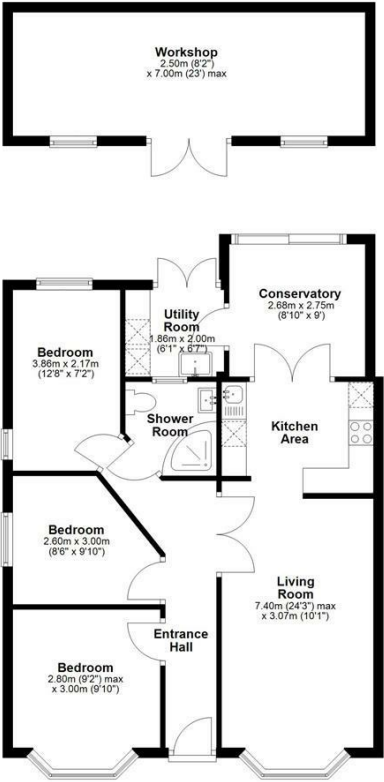 Workshop
2.50m (8'2")
x 7.00m (23') max
Utility
Room
1.86m x 2.00m
(6'1" x 6'7")
Conservatory
2.68m x 2.75m
(8'10" x 9')
Bedroom
3.86m x 2.17m
(12'8" x 7'2")
Shower
Room
Kitchen
Area
Bedroom
2.60m x 3.00m
(8'6" x 9'10")
Living
Room
7.40m (24'3") max
x 3.07m (10'1")
Entrance
Hall
Bedroom
2.80m (9'2") max
x 3.00m (9'10")